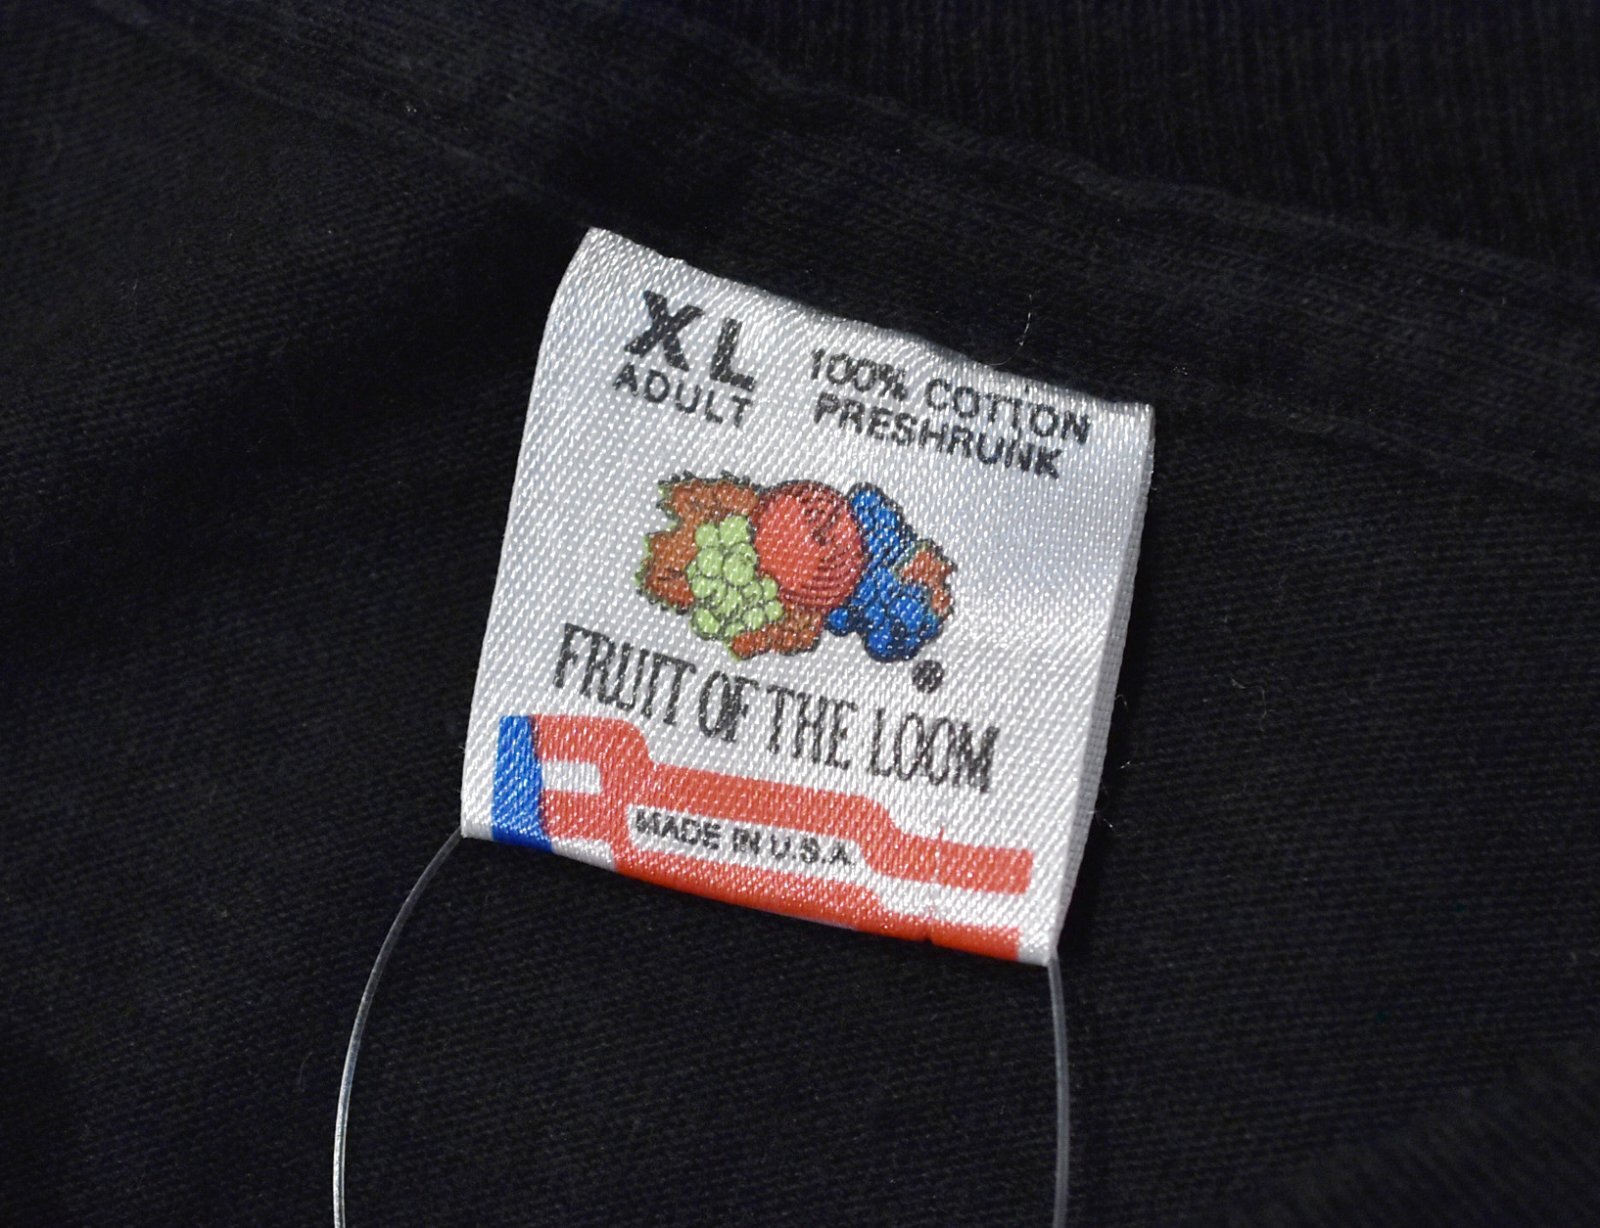 XL
ADULT
100% COTTON
PRESHRUNK
FRUIT OF THE LOOM
MADE IN U.S.A.